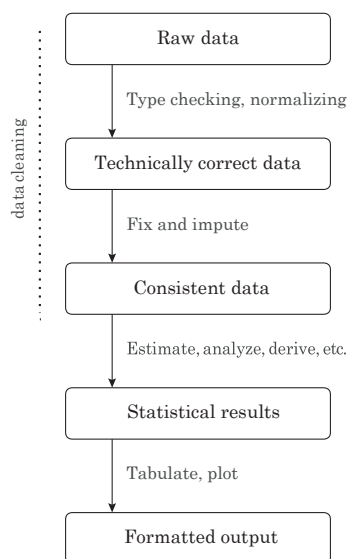 Raw data
Type checking, normalizing
data cleaning
Technically correct data
Fix and impute
Consistent data
Estimate, analyze, derive, etc.
Statistical results
Tabulate, plot
Formatted output